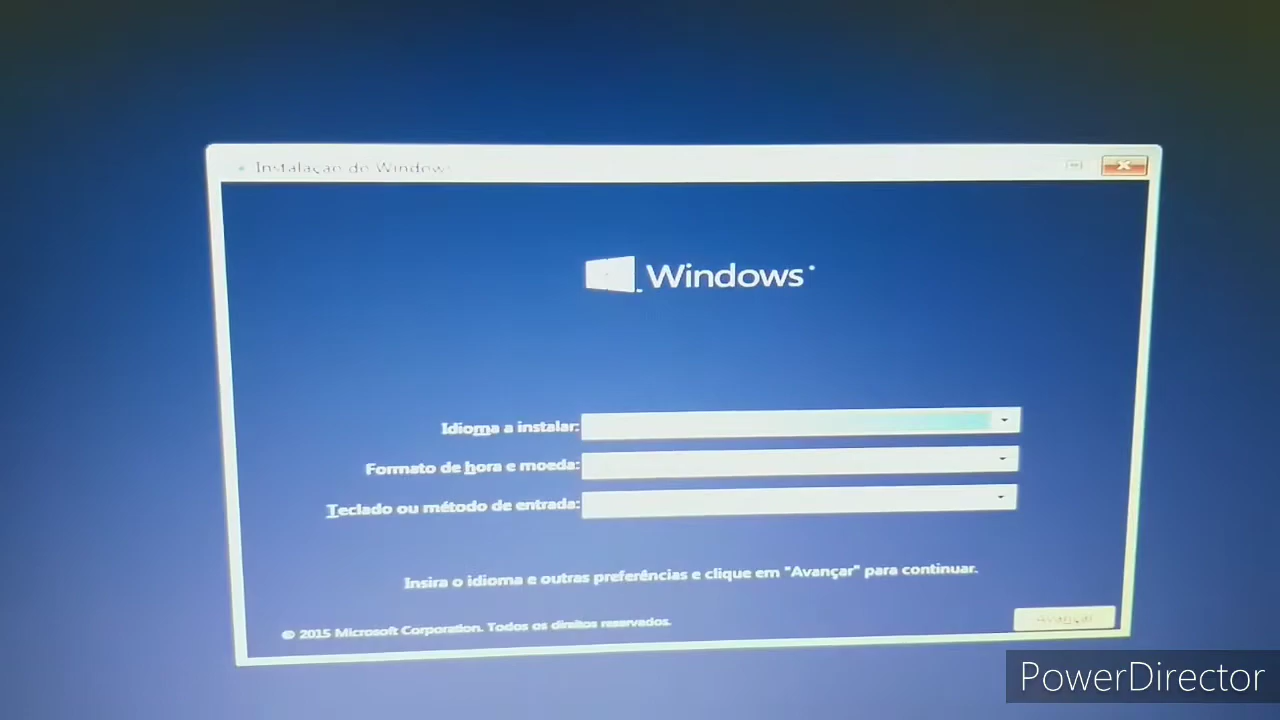 Instalação do Windows
Windows
Idioma a instalar:
Formato de hora e moeda:
Teclado ou método de entrada:
Insira o idioma e outras preferências e clique em "Avançar" para continuar.
© 2015 Microsoft Corporation. Todos os direitos reservados.
Avançar
PowerDirector